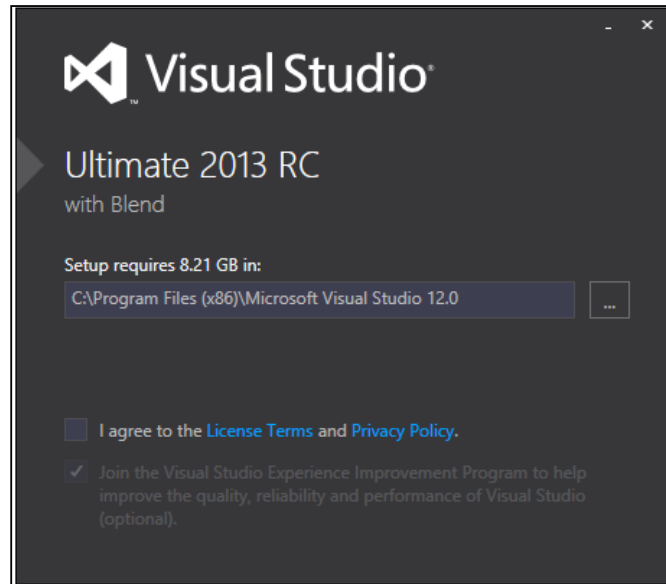 Visual Studio®
™
Ultimate 2013 RC
with Blend
Setup requires 8.21 GB in:
C:\Program Files (x86)\Microsoft Visual Studio 12.0
...
I agree to the License Terms and Privacy Policy.
Join the Visual Studio Experience Improvement Program to help
improve the quality, reliability and performance of Visual Studio
(optional).